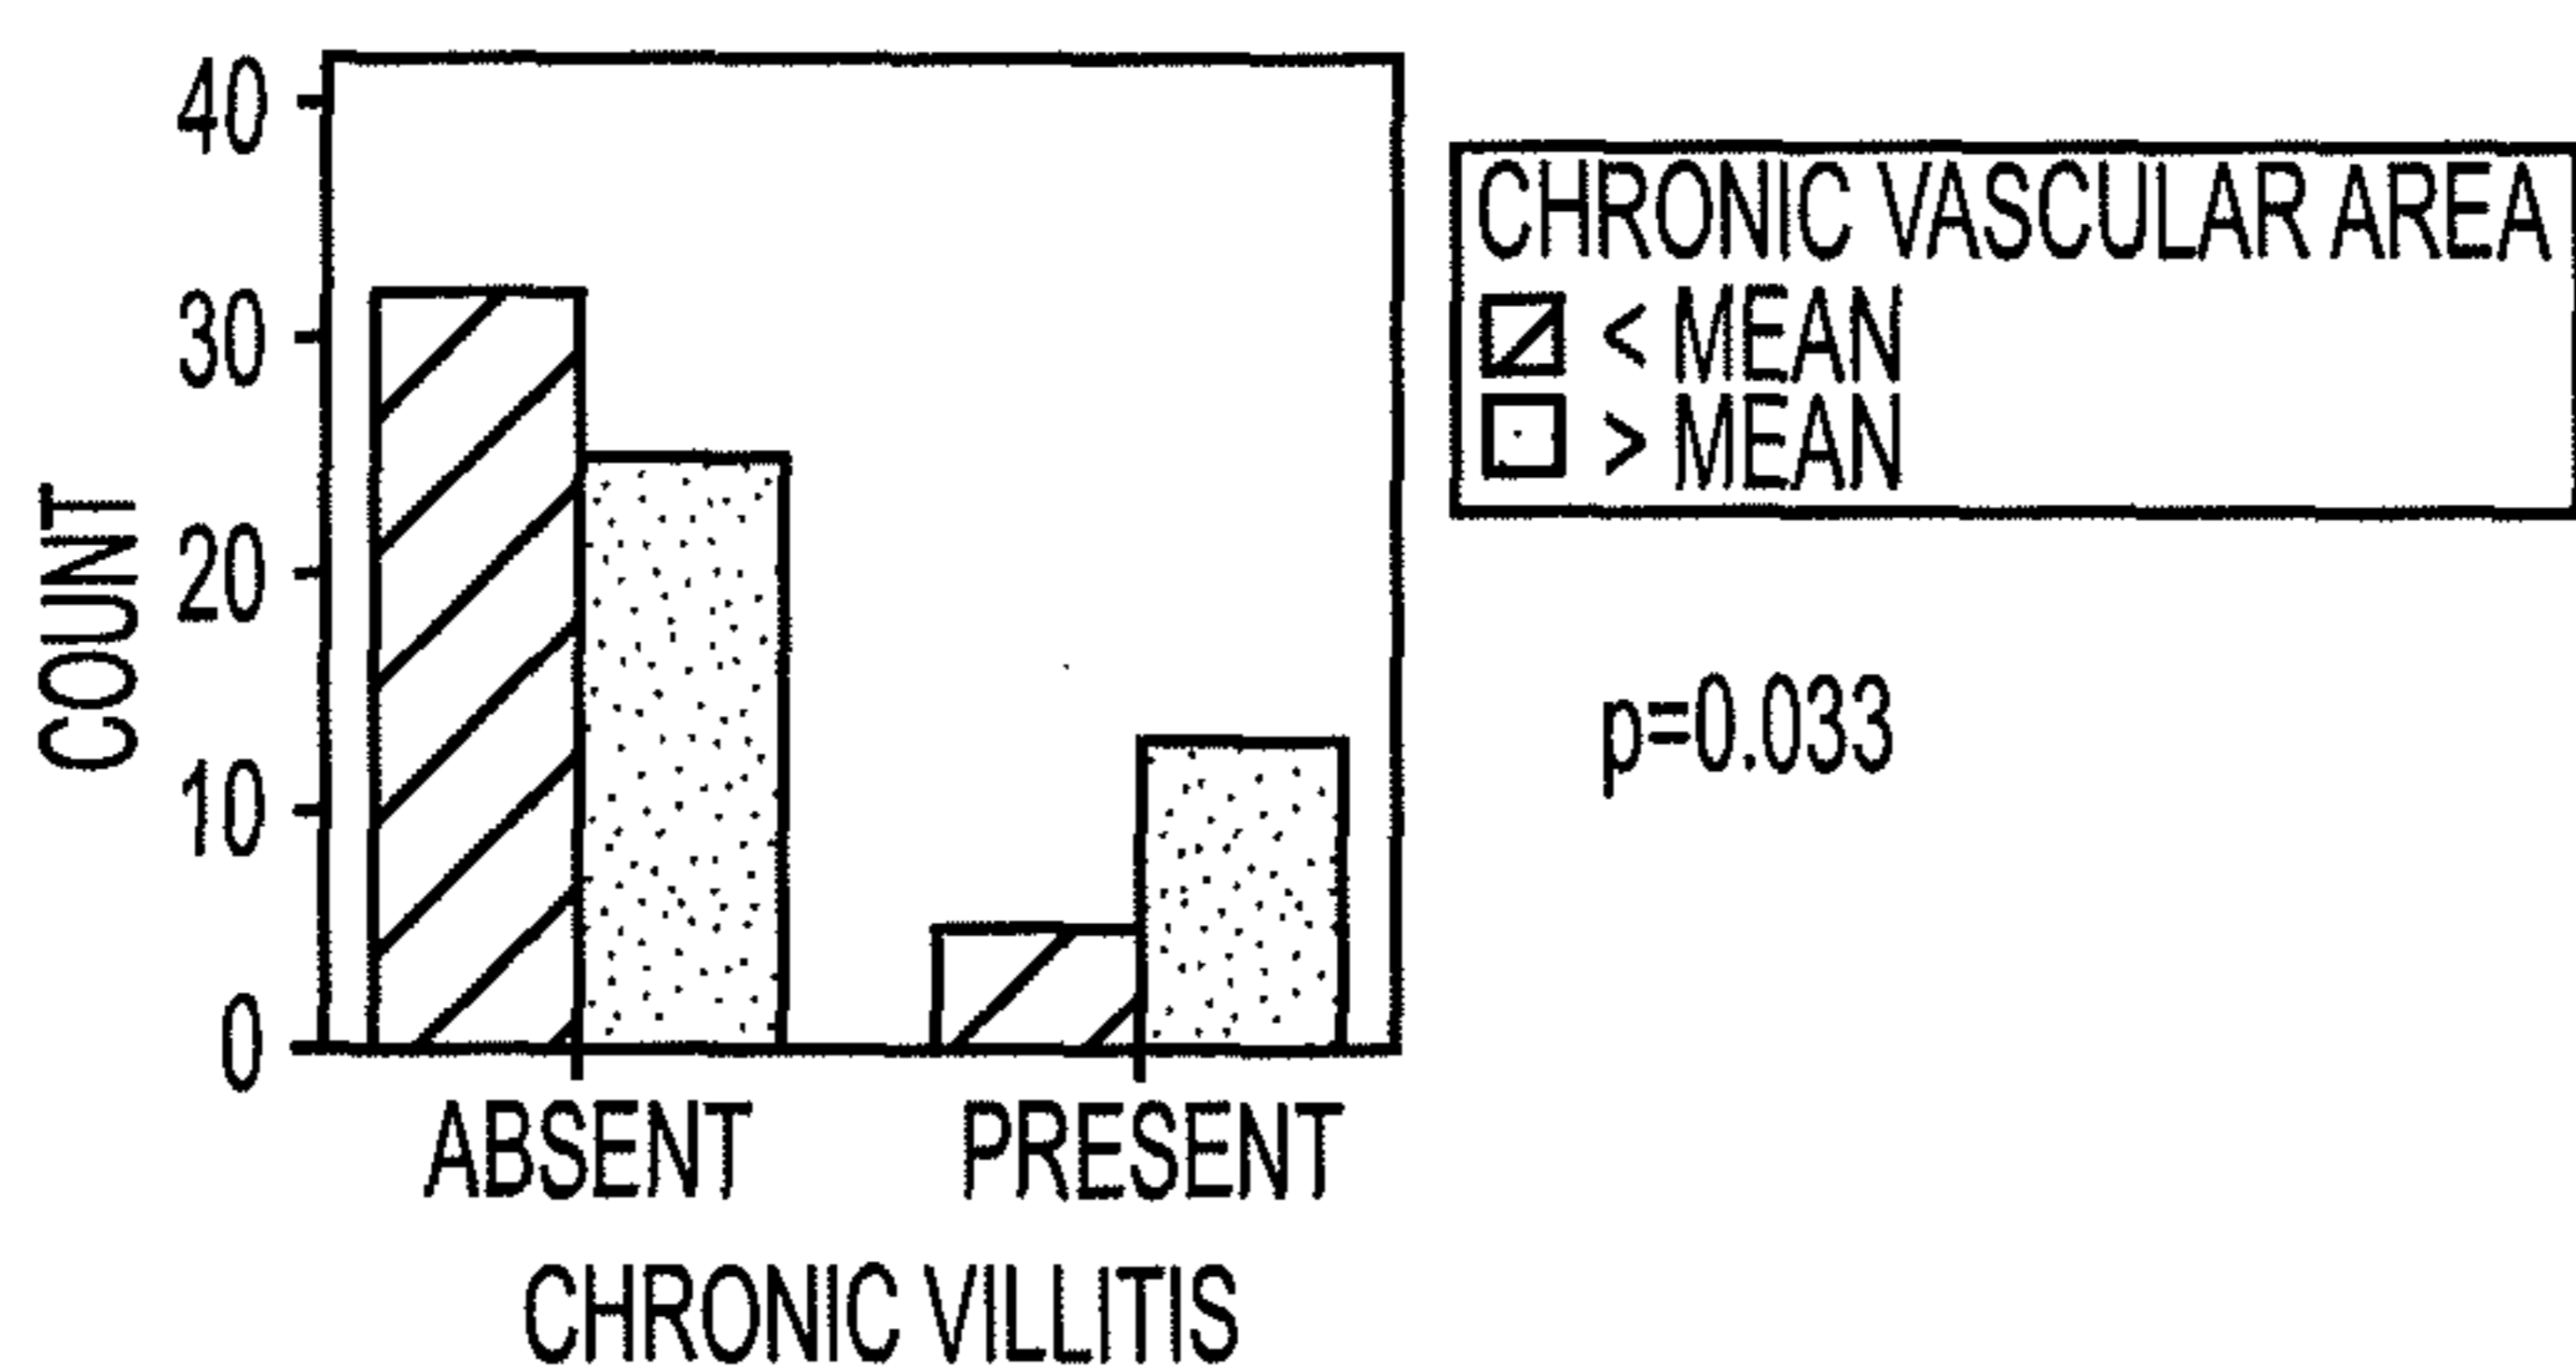 40
30
20
10
0
COUNT
ABSENT
PRESENT
CHRONIC VILLITIS
CHRONIC VASCULAR AREA
< MEAN
> MEAN
p=0.033